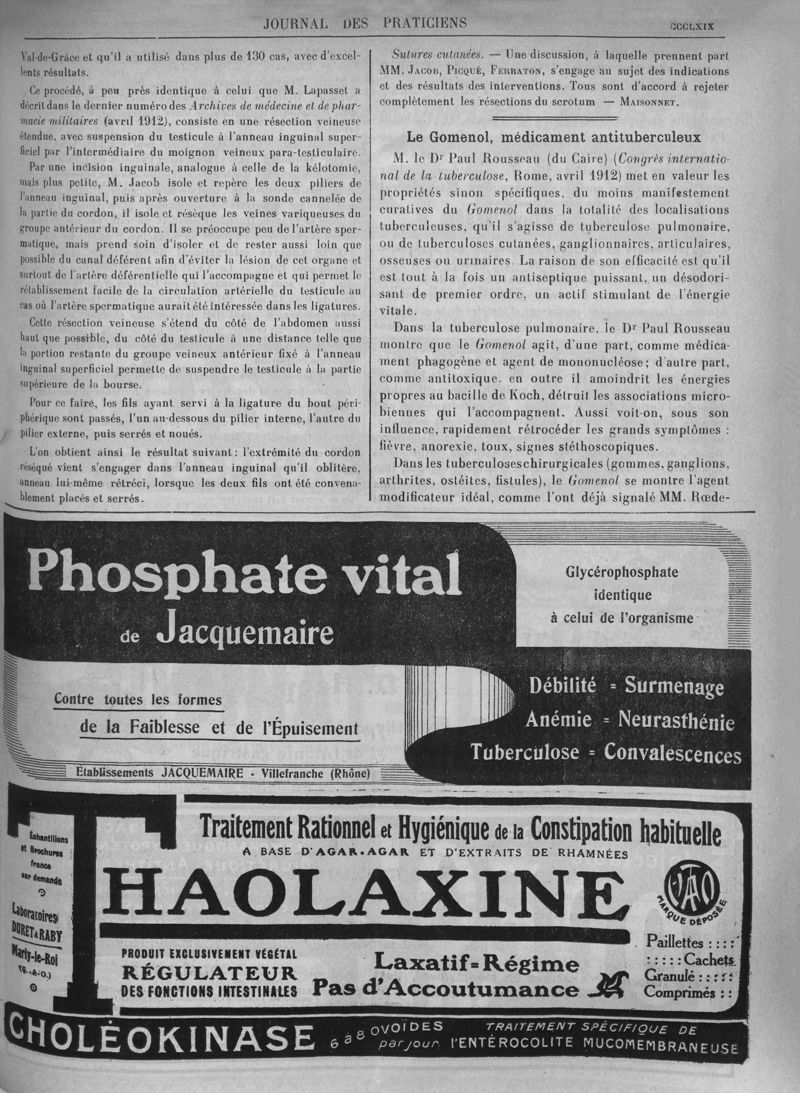 JOURNAL DES PRATICIENS
CCCLXIX
Val-de-Grâce et qu'il a utilisé dans plus de 130 cas, avec d'excel-
lents résultats.
Ce procédé, à peu près identique à celui que M. Lapasset a
décrit dans le dernier numéro des Archives de médecine et de phar-
macie militaires (avril 1912), consiste en une résection veineuse
étendue, avec suspension du testicule à l'anneau inguinal super-
ficiel par l'intermédiaire du moignon veineux para-testiculaire.
Par une incision inguinale, analogue à celle de la kélotomie,
mais plus petite, M. Jacob isole et repère les deux piliers de
l'anneau inguinal, puis après ouverture à la sonde cannelée de
la partie du cordon, il isole et résèque les veines variqueuses du
groupe antérieur du cordon. Il se préoccupe peu de l'artère sper-
matique, mais prend soin d'isoler et de rester aussi loin que
possible du canal déférent afin d'éviter la lésion de cet organe et
surtout de l'artère déférentielle qui l'accompagne et qui permet le
rétablissement facile de la circulation artérielle du testicule au
cas où l'artère spermatique aurait été intéressée dans les ligatures.
Cette résection veineuse s'étend du côté de l'abdomen aussi
haut que possible, du côté du testicule à une distance telle que
la portion restante du groupe veineux antérieur fixé à l'anneau
inguinal superficiel permette de suspendre le testicule à la partie
supérieure de la bourse.
Pour ce faire, les fils ayant servi à la ligature du bout péri-
phérique sont passés, l'un au-dessous du pilier interne, l'autre du
pilier externe, puis serrés et noués.
L'on obtient ainsi le résultat suivant : l'extrémité du cordon
réséqué vient s'engager dans l'anneau inguinal qu'il oblitère,
anneau lui-même rétréci, lorsque les deux fils ont été convena-
blement placés et serrés.
Sutures cutanées. — Une discussion, à laquelle prennent part
MM. Jacob, Picqué, Ferraton, s'engage au sujet des indications
et des résultats des interventions. Tous sont d'accord à rejeter
complètement les résections du scrotum — Maisonnet.
Le Gomenol, médicament antituberculeux
M. le Dr Paul Rousseau (du Caire) (Congrès internatio-
nal de la tuberculose, Rome, avril 1912) met en valeur les
propriétés sinon spécifiques, du moins manifestement
curatives du Gomenol dans la totalité des localisations
tuberculeuses, qu'il s'agisse de tuberculose pulmonaire,
ou de tuberculoses cutanées, ganglionnaires, articulaires,
osseuses ou urinaires. La raison de son efficacité est qu'il
est tout à la fois un antiseptique puissant, un désodori-
sant de premier ordre, un actif stimulant de l'énergie
vitale.
Dans la tuberculose pulmonaire, le Dr Paul Rousseau
montre que le Gomenol agit, d'une part, comme médica-
ment phagogène et agent de mononucléose ; d'autre part,
comme antitoxique. en outre il amoindrit les énergies
propres au bacille de Koch, détruit les associations micro-
biennes qui l'accompagnent. Aussi voit-on, sous son
influence, rapidement rétrocéder les grands symptômes :
fièvre, anorexie, toux, signes stéthoscopiques.
Dans les tuberculoses chirurgicales (gommes, ganglions,
arthrites, ostéites, fistules), le Gomenol se montre l'agent
modificateur idéal, comme l'ont déjà signalé MM. Rœde-
Phosphate vital
de Jacquemaire
Glycérophosphate
identique
à celui de l'organisme
Contre toutes les formes
de la Faiblesse et de l'Épuisement
Établissements JACQUEMAIRE - Villefranche (Rhône)
Débilité = Surmenage
Anémie = Neurasthénie
Tuberculose = Convalescences
Échantillons
et Brochures
franco
sur demande
Laboratoires
DURET & RABY
Marly-le-Roi
(S.-&-O.)
Traitement Rationnel et Hygiénique de la Constipation habituelle
A BASE D'AGAR-AGAR ET D'EXTRAITS DE RHAMNÉES
THAOLAXINE
MARQUE DÉPOSÉE
PRODUIT EXCLUSIVEMENT VÉGÉTAL
RÉGULATEUR
DES FONCTIONS INTESTINALES
Laxatif=Régime
Pas d'Accoutumance
Paillettes : : : :
: : : : : Cachets
Granulé : : : : :
Comprimés : :
CHOLÉOKINASE
6 à 8 OVOÏDES
par jour
TRAITEMENT SPÉCIFIQUE DE
l'ENTÉROCOLITE MUCOMEMBRANEUSE